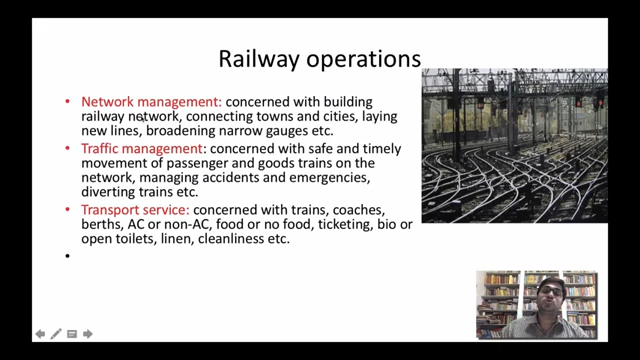 Railway operations
• Network management: concerned with building
railway network, connecting towns and cities, laying
new lines, broadening narrow gauges etc.
• Traffic management: concerned with safe and timely
movement of passenger and goods trains on the
network, managing accidents and emergencies,
diverting trains etc.
• Transport service: concerned with trains, coaches,
berths, AC or non-AC, food or no food, ticketing, bio or
open toilets, linen, cleanliness etc.
•